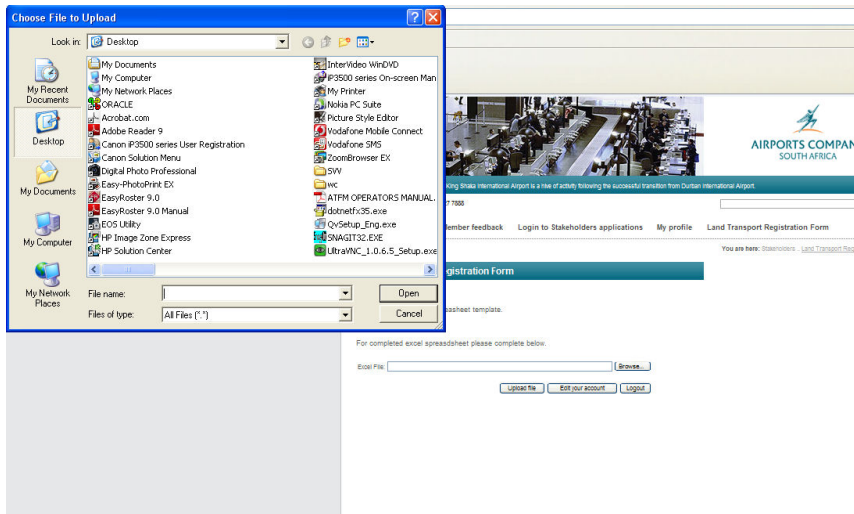 Choose File to Upload
Look in:
Desktop
My Recent
Documents
Desktop
My Documents
My Computer
My Network
Places
My Documents
My Computer
My Network Places
ORACLE
Acrobat.com
Adobe Reader 9
Canon iP3500 series User Registration
Canon Solution Menu
Digital Photo Professional
Easy-PhotoPrint EX
EasyRoster 9.0
EasyRoster 9.0 Manual
EOS Utility
HP Image Zone Express
HP Solution Center
InterVideo WinDVD
iP3500 series On-screen Man
My Printer
Nokia PC Suite
Picture Style Editor
Vodafone Mobile Connect
Vodafone SMS
ZoomBrowser EX
SVV
wc
ATFM OPERATORS MANUAL.
dotnetfx35.exe
QvSetup_Eng.exe
SNAGIT32.EXE
UltraVNC_1.0.6.5_Setup.exe
File name:
Open
Files of type:
All Files (*.*)
Cancel
AIRPORTS COMPAN
SOUTH AFRICA
King Shaka International Airport is a hive of activity following the successful transition from Durban International Airport.
7 7888
ember feedback Login to Stakeholders applications My profile Land Transport Registration Form
You are here: Stakeholders .. Land Transport Reg
gistration Form
eadsheet template.
For completed excel spreasdsheet please complete below.
Excel File:
Browse...
Upload file Edit your account Logout